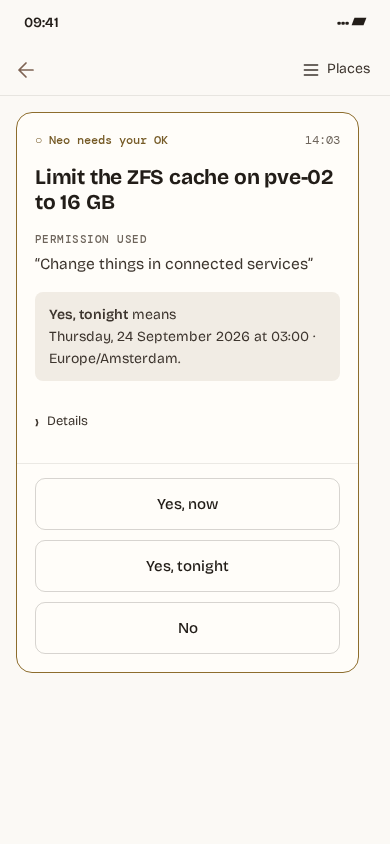 09:41
Places
Neo needs your OK
14:03
Limit the ZFS cache on pve-02
to 16 GB
PERMISSION USED
“Change things in connected services”
Yes, tonight means
Thursday, 24 September 2026 at 03:00 ·
Europe/Amsterdam.
Details
Yes, now
Yes, tonight
No